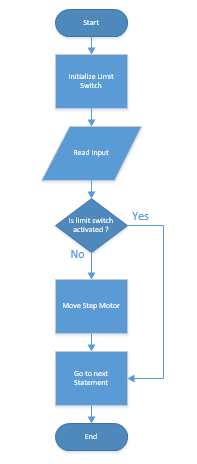 Start
Initialize Limit
Switch
Read Input
Is limit switch
activated ?
Yes
No
Move Step Motor
Go to next
Statement
End